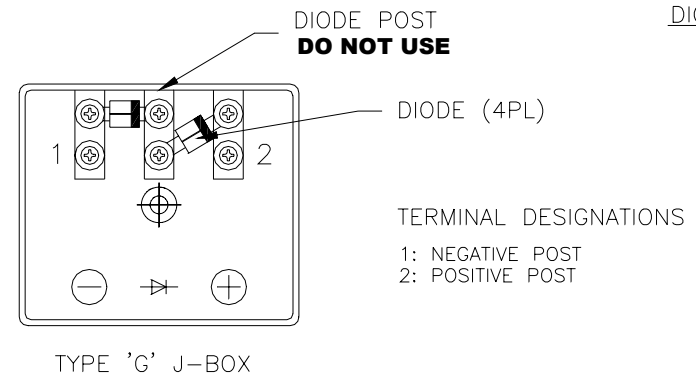 DIODE POST
DO NOT USE
DIODE (4PL)
1
2
TERMINAL DESIGNATIONS
1: NEGATIVE POST
2: POSITIVE POST
TYPE 'G' J-BOX